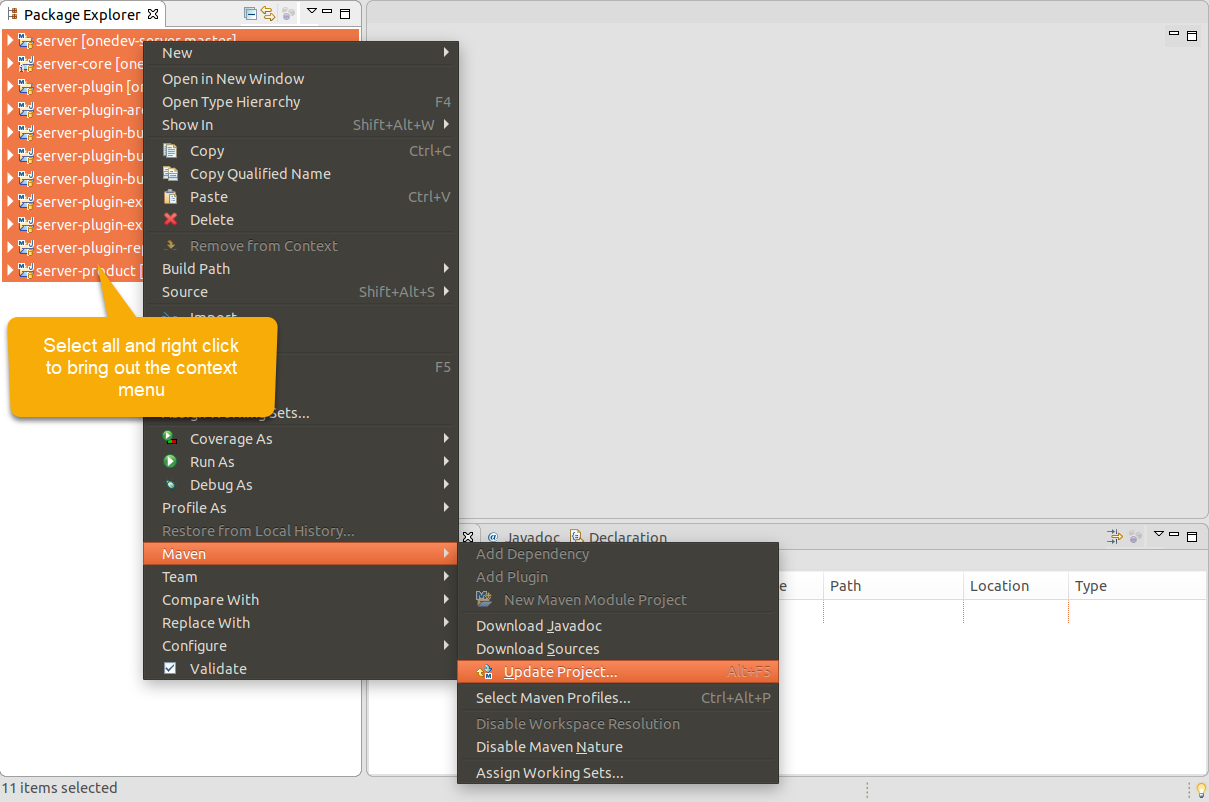 Package Explorer
server [onedev-server master]
server-core [one
server-plugin [o
server-plugin-ar
server-plugin-bu
server-plugin-bu
server-plugin-bu
server-plugin-ex
server-plugin-ex
server-plugin-re
server-product [
Select all and right click
to bring out the context
menu
New
Open in New Window
Open Type Hierarchy F4
Show In Shift+Alt+W
Copy Ctrl+C
Copy Qualified Name
Paste Ctrl+V
Delete
Remove from Context
Build Path
Source Shift+Alt+S
Import
F5
Assign Working Sets...
Coverage As
Run As
Debug As
Profile As
Restore from Local History...
Maven
Team
Compare With
Replace With
Configure
Validate
@ Javadoc Declaration
e Path Location Type
Add Dependency
Add Plugin
New Maven Module Project
Download Javadoc
Download Sources
Update Project... Alt+F5
Select Maven Profiles... Ctrl+Alt+P
Disable Workspace Resolution
Disable Maven Nature
Assign Working Sets...
11 items selected